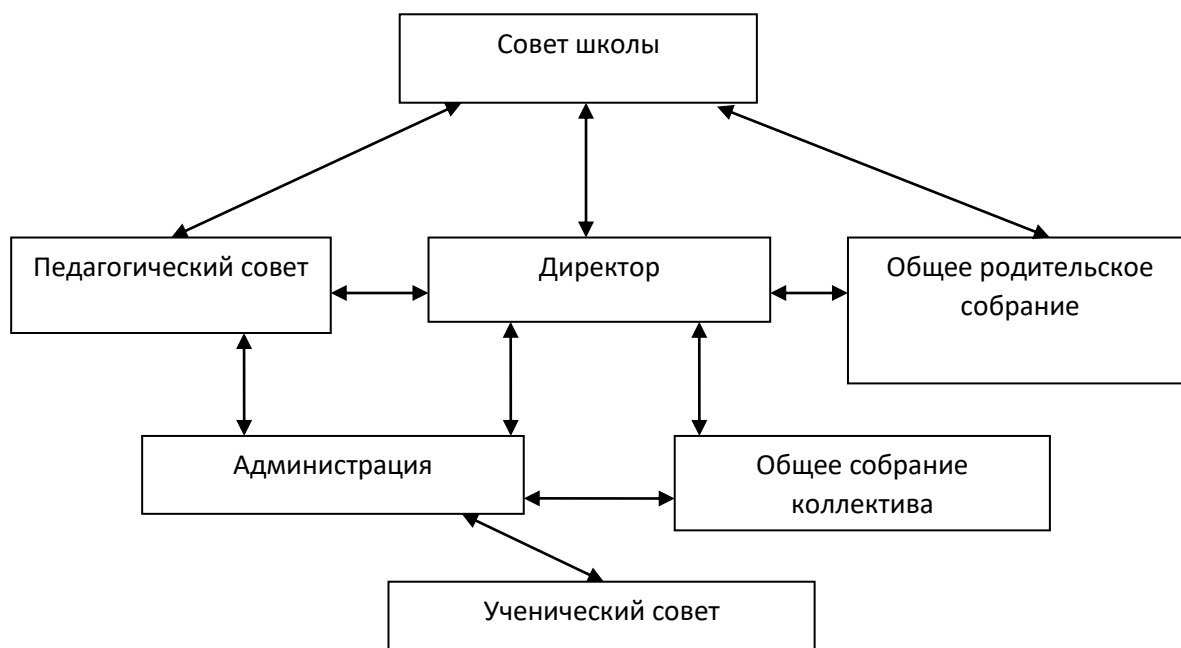 Совет школы
Педагогический совет
Директор
Общее родительское
собрание
Администрация
Общее собрание
коллектива
Ученический совет